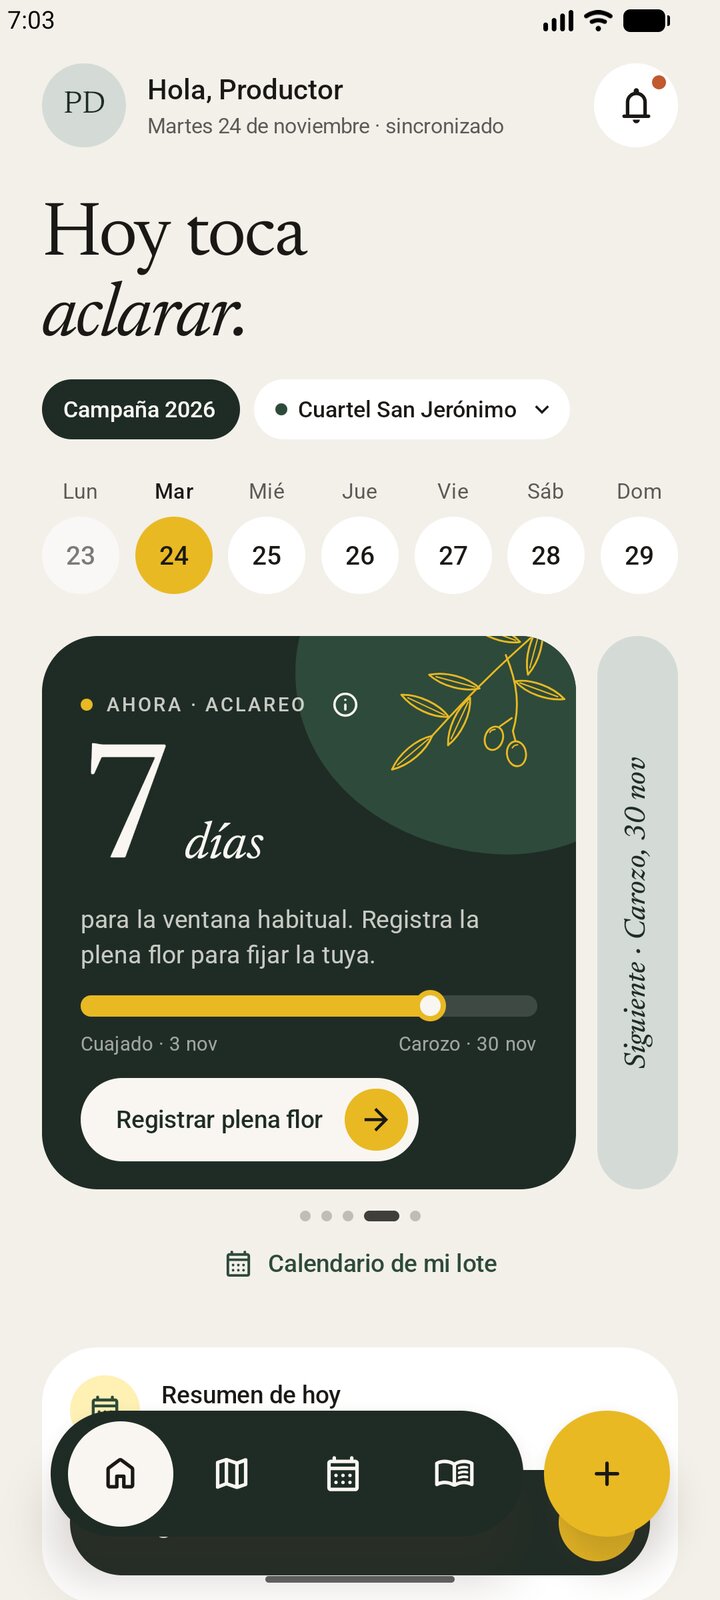 7:03
PD
Hola, Productor
Martes 24 de noviembre · sincronizado
Hoy toca
aclarar.
Campaña 2026
Cuartel San Jerónimo
Lun Mar Mié Jue Vie Sáb Dom
23 24 25 26 27 28 29
AHORA · ACLAREO
7 días
para la ventana habitual. Registra la
plena flor para fijar la tuya.
Cuajado · 3 nov Carozo · 30 nov
Registrar plena flor
Siguiente · Carozo, 30 nov
Calendario de mi lote
Resumen de hoy